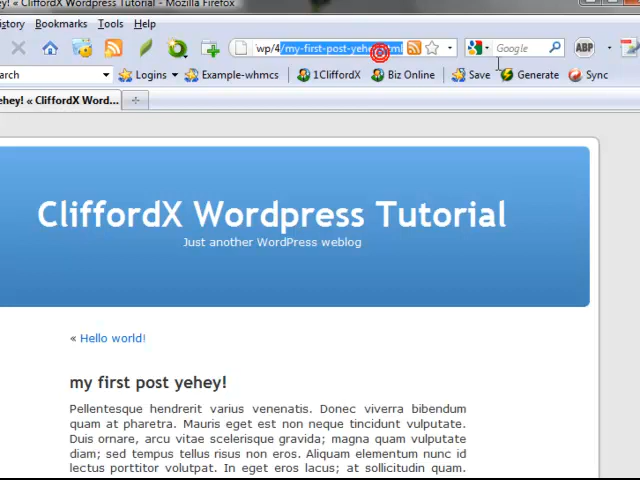 ey! « CliffordX Wordpress Tutorial - Mozilla Firefox
istory Bookmarks Tools Help
wp/4/my-first-post-yehey.html Google ABP
arch Logins Example-whmcs 1CliffordX Biz Online Save Generate Sync
ehey! « CliffordX Word...
CliffordX Wordpress Tutorial
Just another WordPress weblog
« Hello world!
my first post yehey!
Pellentesque hendrerit varius venenatis. Donec viverra bibendum
quam at pharetra. Mauris eget est non neque tincidunt vulputate.
Duis ornare, arcu vitae scelerisque gravida; magna quam vulputate
diam; sed tempus tellus risus non eros. Aliquam elementum nunc id
lectus porttitor volutpat. In eget eros lacus; at sollicitudin quam.